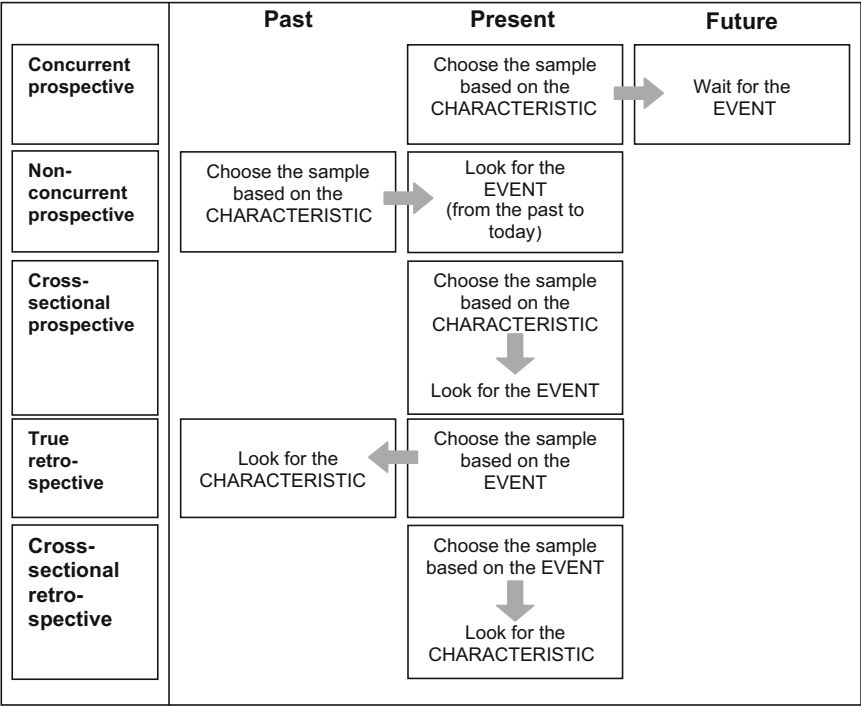 Past Present Future
Concurrent
prospective
Choose the sample
based on the
CHARACTERISTIC
Wait for the
EVENT
Non-
concurrent
prospective
Choose the sample
based on the
CHARACTERISTIC
Look for the
EVENT
(from the past to
today)
Cross-
sectional
prospective
Choose the sample
based on the
CHARACTERISTIC
Look for the EVENT
True
retro-
spective
Look for the
CHARACTERISTIC
Choose the sample
based on the
EVENT
Cross-
sectional
retro-
spective
Choose the sample
based on the EVENT
Look for the
CHARACTERISTIC